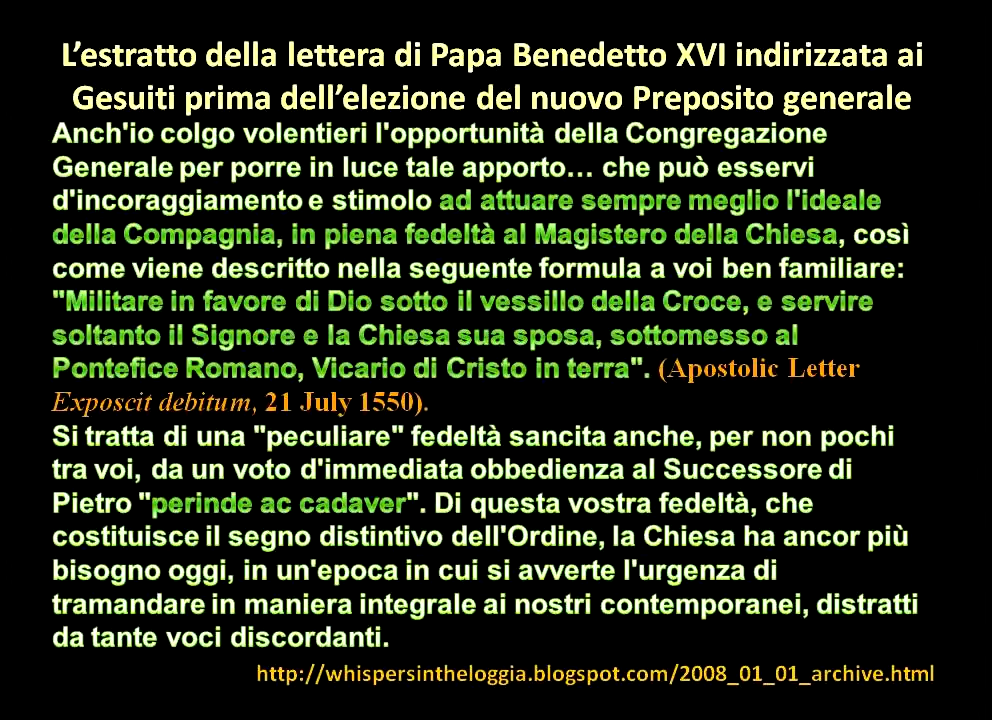 L’estratto della lettera di Papa Benedetto XVI indirizzata ai
Gesuiti prima dell’elezione del nuovo Preposito generale
Anch'io colgo volentieri l'opportunità della Congregazione
Generale per porre in luce tale apporto… che può esservi
d'incoraggiamento e stimolo ad attuare sempre meglio l'ideale
della Compagnia, in piena fedeltà al Magistero della Chiesa, così
come viene descritto nella seguente formula a voi ben familiare:
"Militare in favore di Dio sotto il vessillo della Croce, e servire
soltanto il Signore e la Chiesa sua sposa, sottomesso al
Pontefice Romano, Vicario di Cristo in terra". (Apostolic Letter
Exposcit debitum, 21 July 1550).
Si tratta di una "peculiare" fedeltà sancita anche, per non pochi
tra voi, da un voto d'immediata obbedienza al Successore di
Pietro "perinde ac cadaver". Di questa vostra fedeltà, che
costituisce il segno distintivo dell'Ordine, la Chiesa ha ancor più
bisogno oggi, in un'epoca in cui si avverte l'urgenza di
tramandare in maniera integrale ai nostri contemporanei, distratti
da tante voci discordanti.
http://whispersintheloggia.blogspot.com/2008_01_01_archive.html